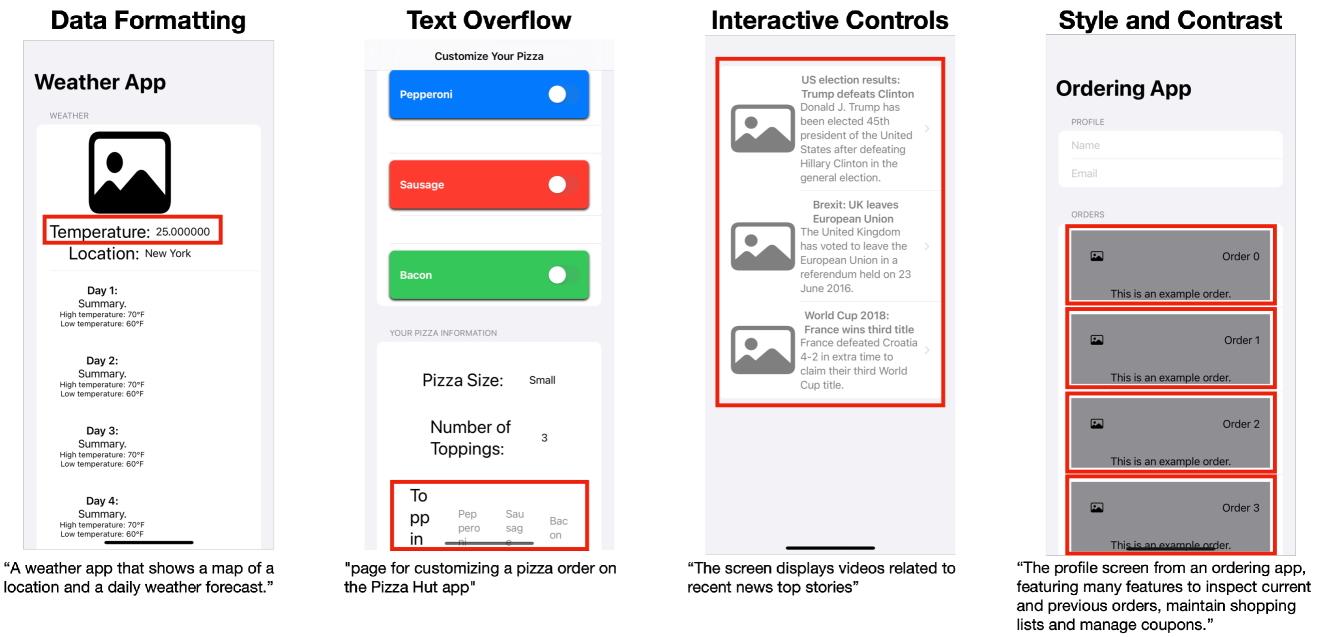 Data Formatting
Weather App
WEATHER
Temperature: 25.000000
Location: New York
Day 1:
Summary.
High temperature: 70°F
Low temperature: 60°F
Day 2:
Summary.
High temperature: 70°F
Low temperature: 60°F
Day 3:
Summary.
High temperature: 70°F
Low temperature: 60°F
Day 4:
Summary.
High temperature: 70°F
Low temperature: 60°F
“A weather app that shows a map of a
location and a daily weather forecast.”
Text Overflow
Customize Your Pizza
Pepperoni
Sausage
Bacon
YOUR PIZZA INFORMATION
Pizza Size: Small
Number of
Toppings:
3
To
pp
in
Pep
pero
ni
Sau
sag
e
Bac
on
"page for customizing a pizza order on
the Pizza Hut app"
Interactive Controls
US election results:
Trump defeats Clinton
Donald J. Trump has
been elected 45th
president of the United
States after defeating
Hillary Clinton in the
general election.
Brexit: UK leaves
European Union
The United Kingdom
has voted to leave the
European Union in a
referendum held on 23
June 2016.
World Cup 2018:
France wins third title
France defeated Croatia
4-2 in extra time to
claim their third World
Cup title.
“The screen displays videos related to
recent news top stories”
Style and Contrast
Ordering App
PROFILE
Name
Email
ORDERS
Order 0
This is an example order.
Order 1
This is an example order.
Order 2
This is an example order.
Order 3
This is an example order.
“The profile screen from an ordering app,
featuring many features to inspect current
and previous orders, maintain shopping
lists and manage coupons.”